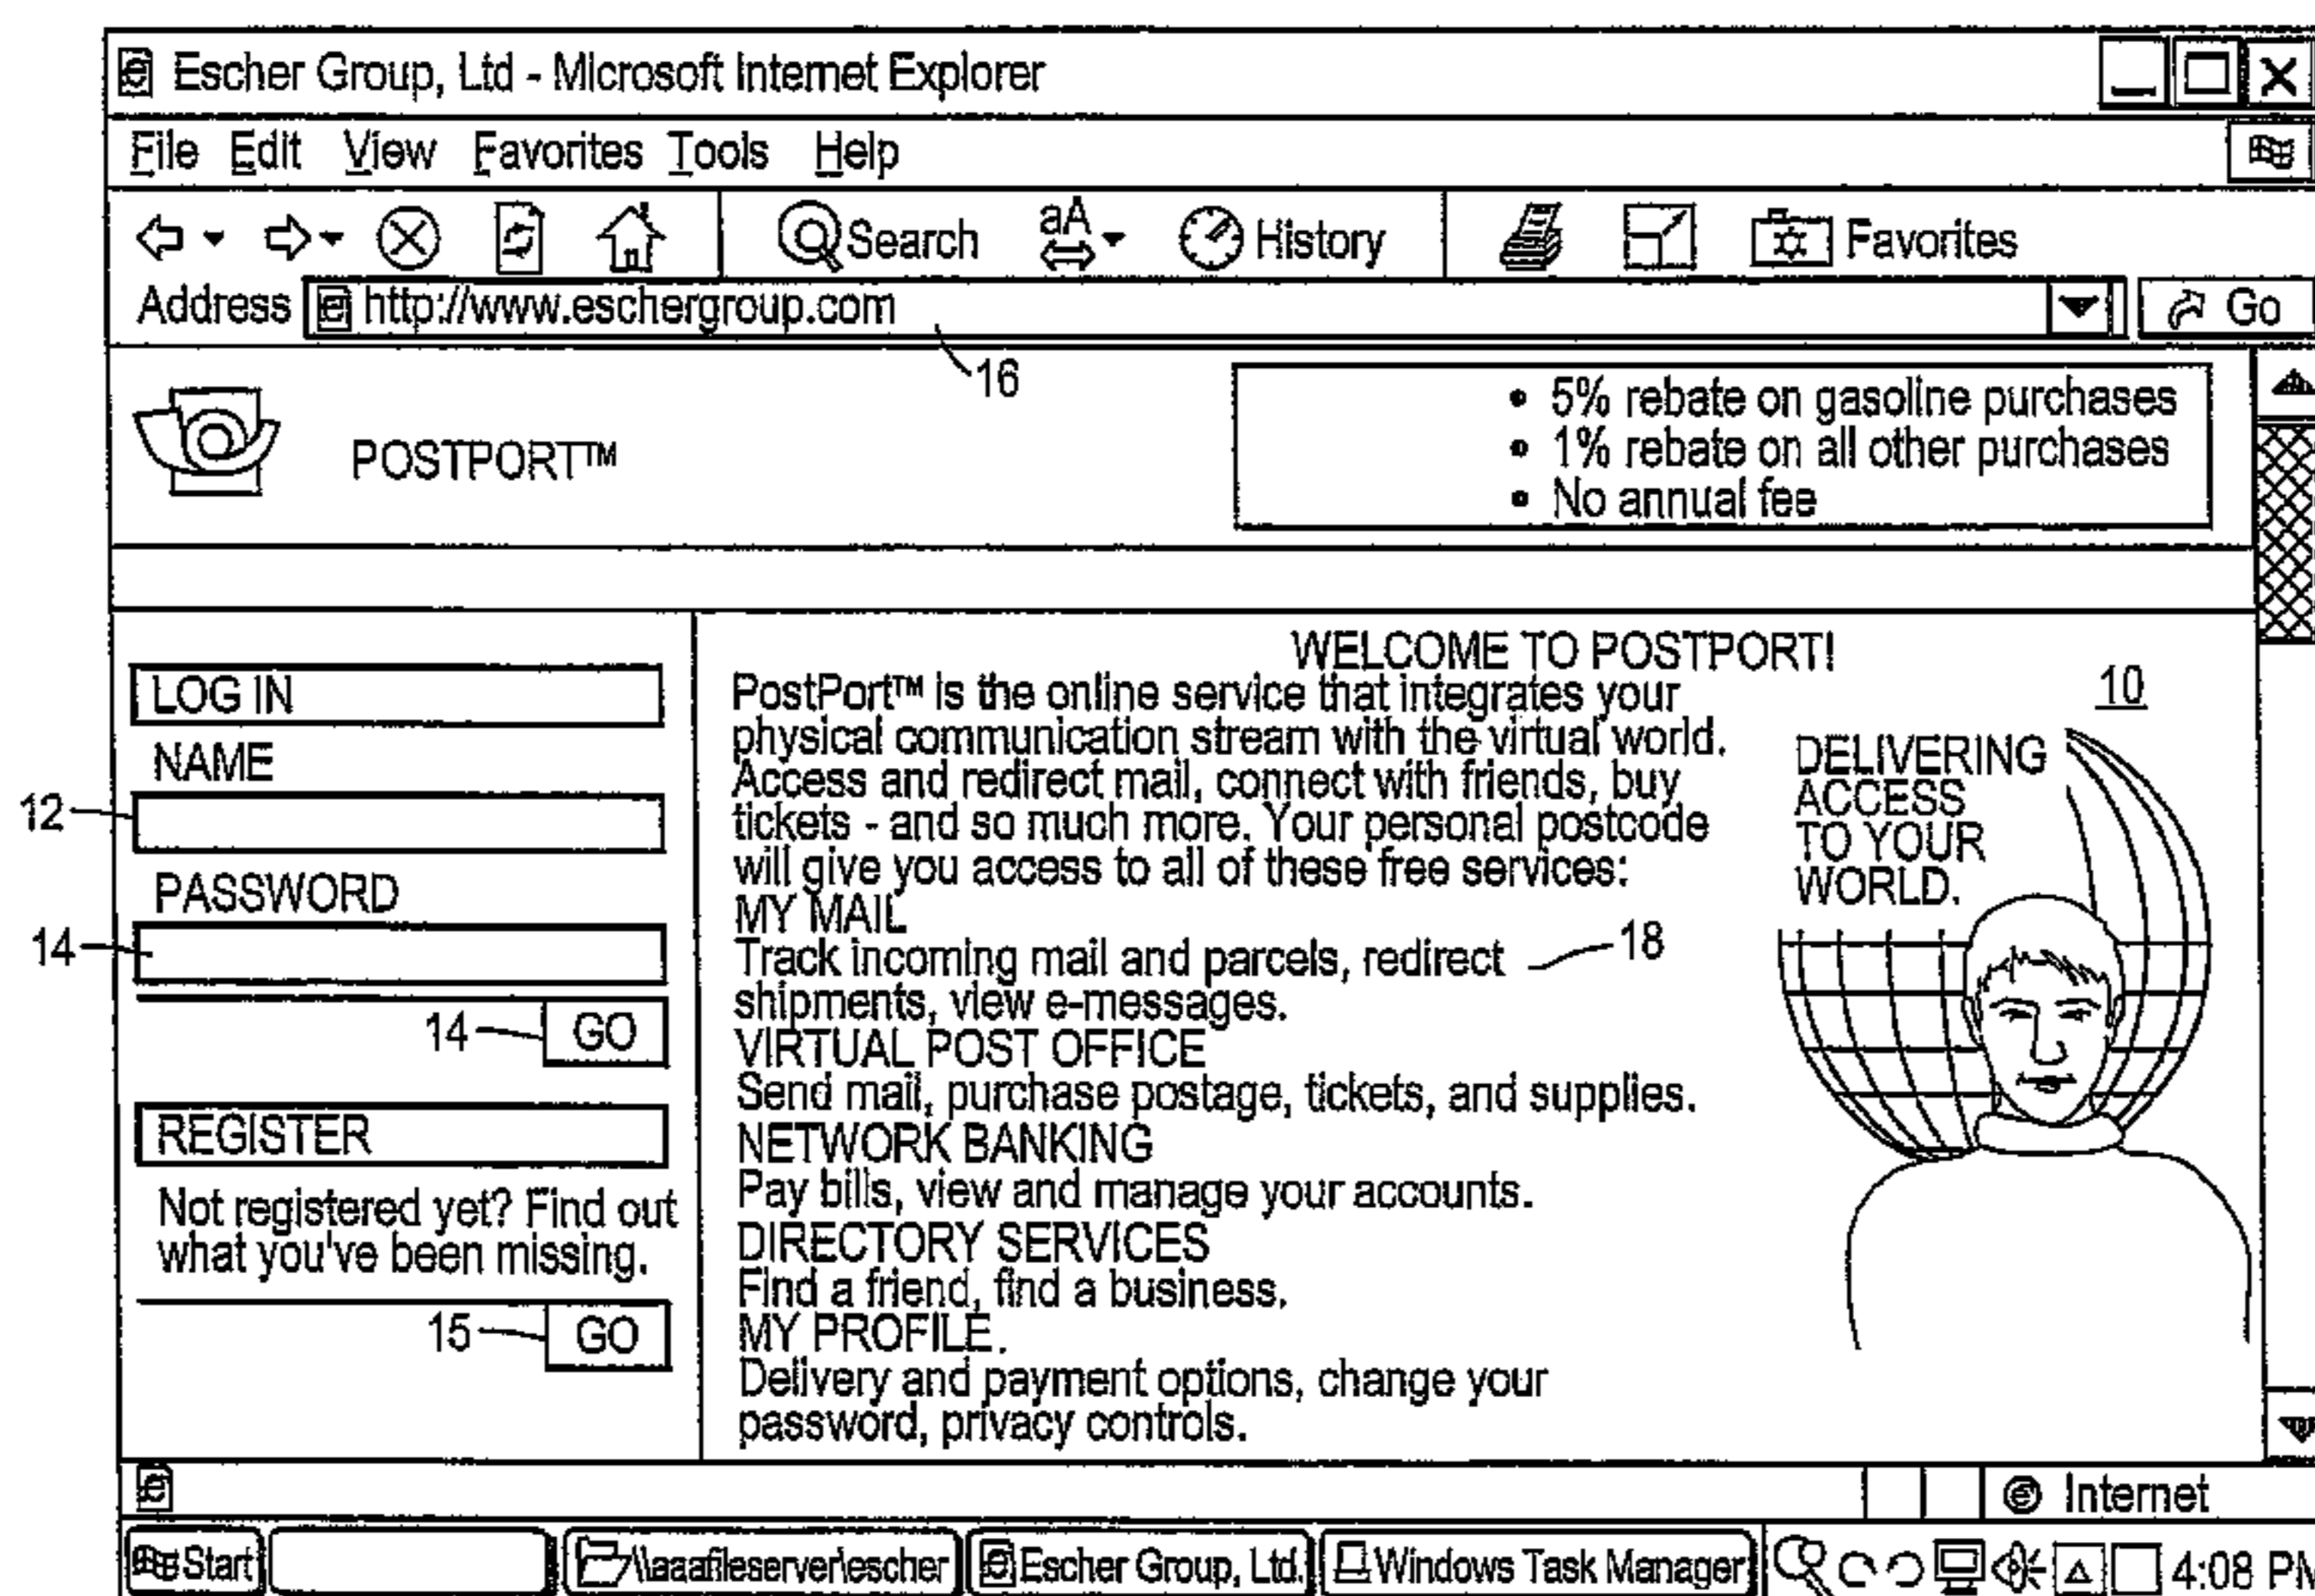 Escher Group, Ltd - Microsoft Internet Explorer
File Edit View Favorites Tools Help
Search aA History Favorites
Address http://www.eschergroup.com Go
16
POSTPORT™
• 5% rebate on gasoline purchases
• 1% rebate on all other purchases
• No annual fee
LOG IN
NAME
12
PASSWORD
14
14 GO
REGISTER
Not registered yet? Find out
what you've been missing.
15 GO
WELCOME TO POSTPORT!
PostPort™ is the online service that integrates your
physical communication stream with the virtual world.
Access and redirect mail, connect with friends, buy
tickets - and so much more. Your personal postcode
will give you access to all of these free services:
MY MAIL
Track incoming mail and parcels, redirect
18
shipments, view e-messages.
VIRTUAL POST OFFICE
Send mail, purchase postage, tickets, and supplies.
NETWORK BANKING
Pay bills, view and manage your accounts.
DIRECTORY SERVICES
Find a friend, find a business.
MY PROFILE.
Delivery and payment options, change your
password, privacy controls.
10
DELIVERING
ACCESS
TO YOUR
WORLD.
Internet
Start \\aaafileserver\escher Escher Group, Ltd. Windows Task Manager 4:08 PM